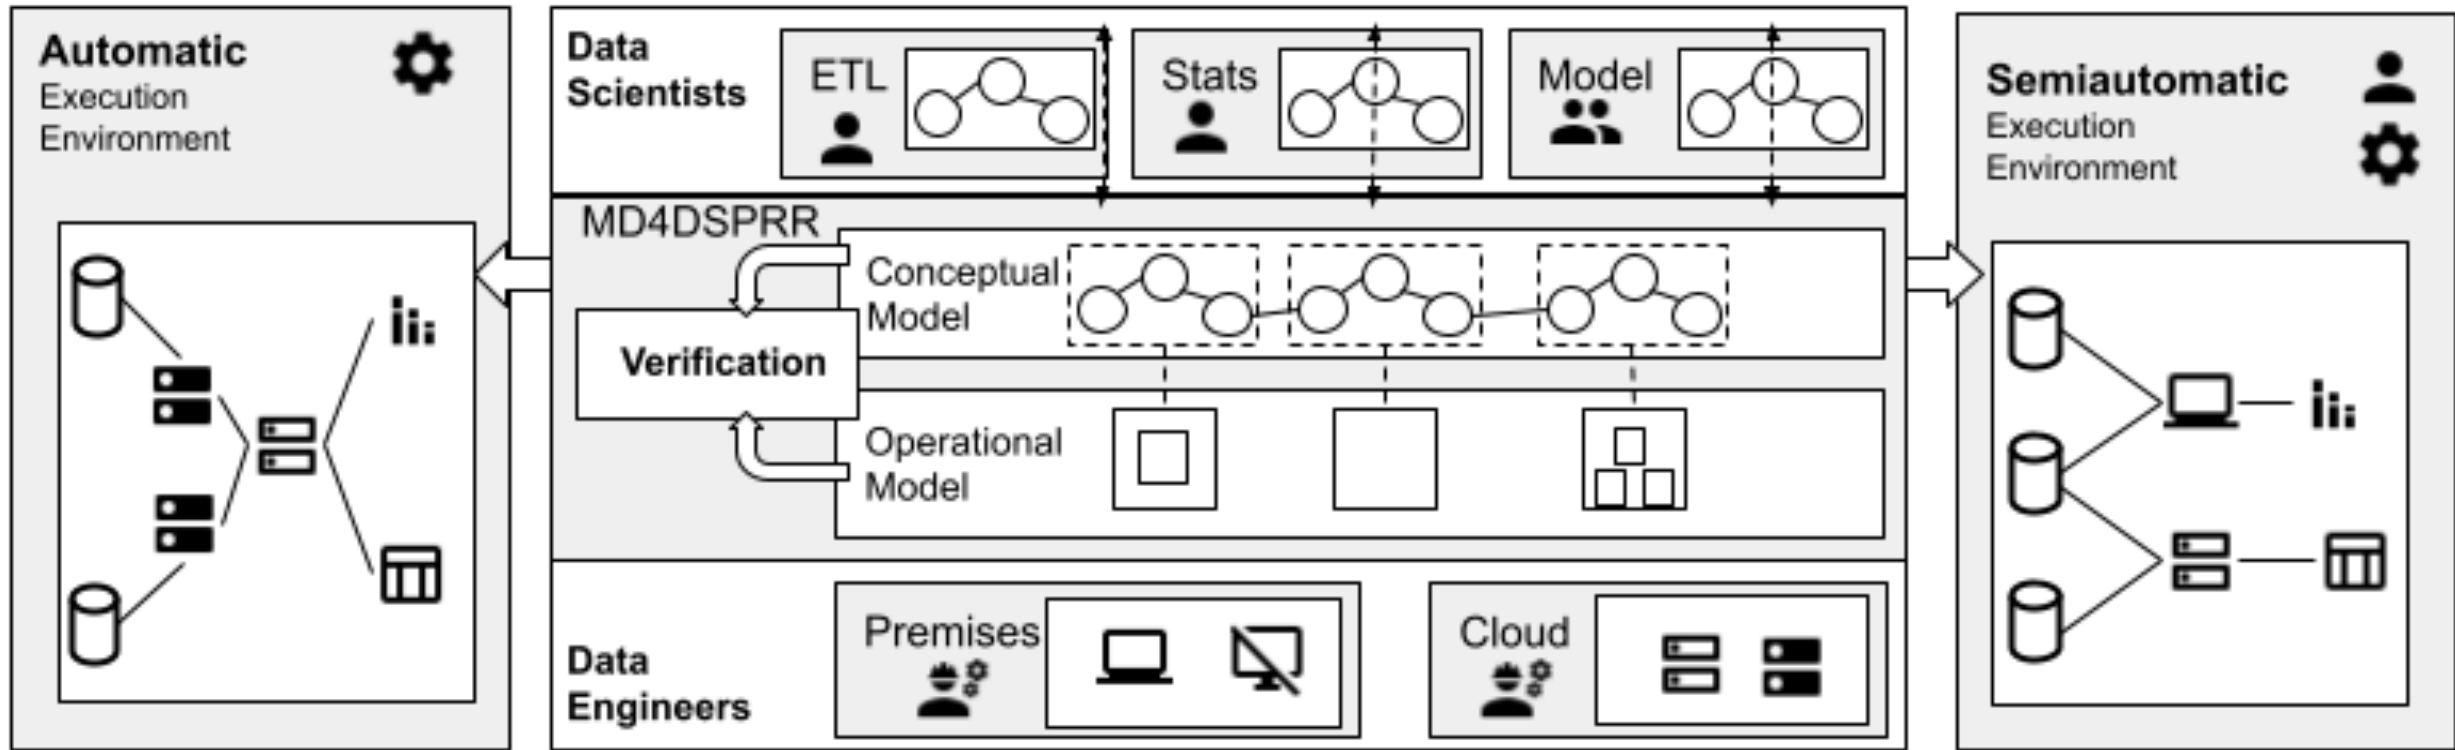 Automatic
Execution
Environment
Data
Scientists
ETL
Stats
Model
Semiautomatic
Execution
Environment
MD4DSPRR
Conceptual
Model
Verification
Operational
Model
Data
Engineers
Premises
Cloud